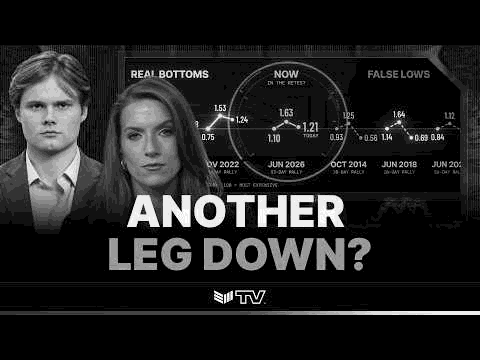 REAL BOTTOMS
NOW
IN THE RETEST?
FALSE LOWS
1.53
1.24
0.75
1.63
1.10
1.21
TODAY
1.25
0.93
0.56
1.64
1.14
0.69
1.12
0.84
OV 2022
JUN 2026
OCT 2014
JUN 2018
JUN 202
ANOTHER
LEG DOWN?
TV